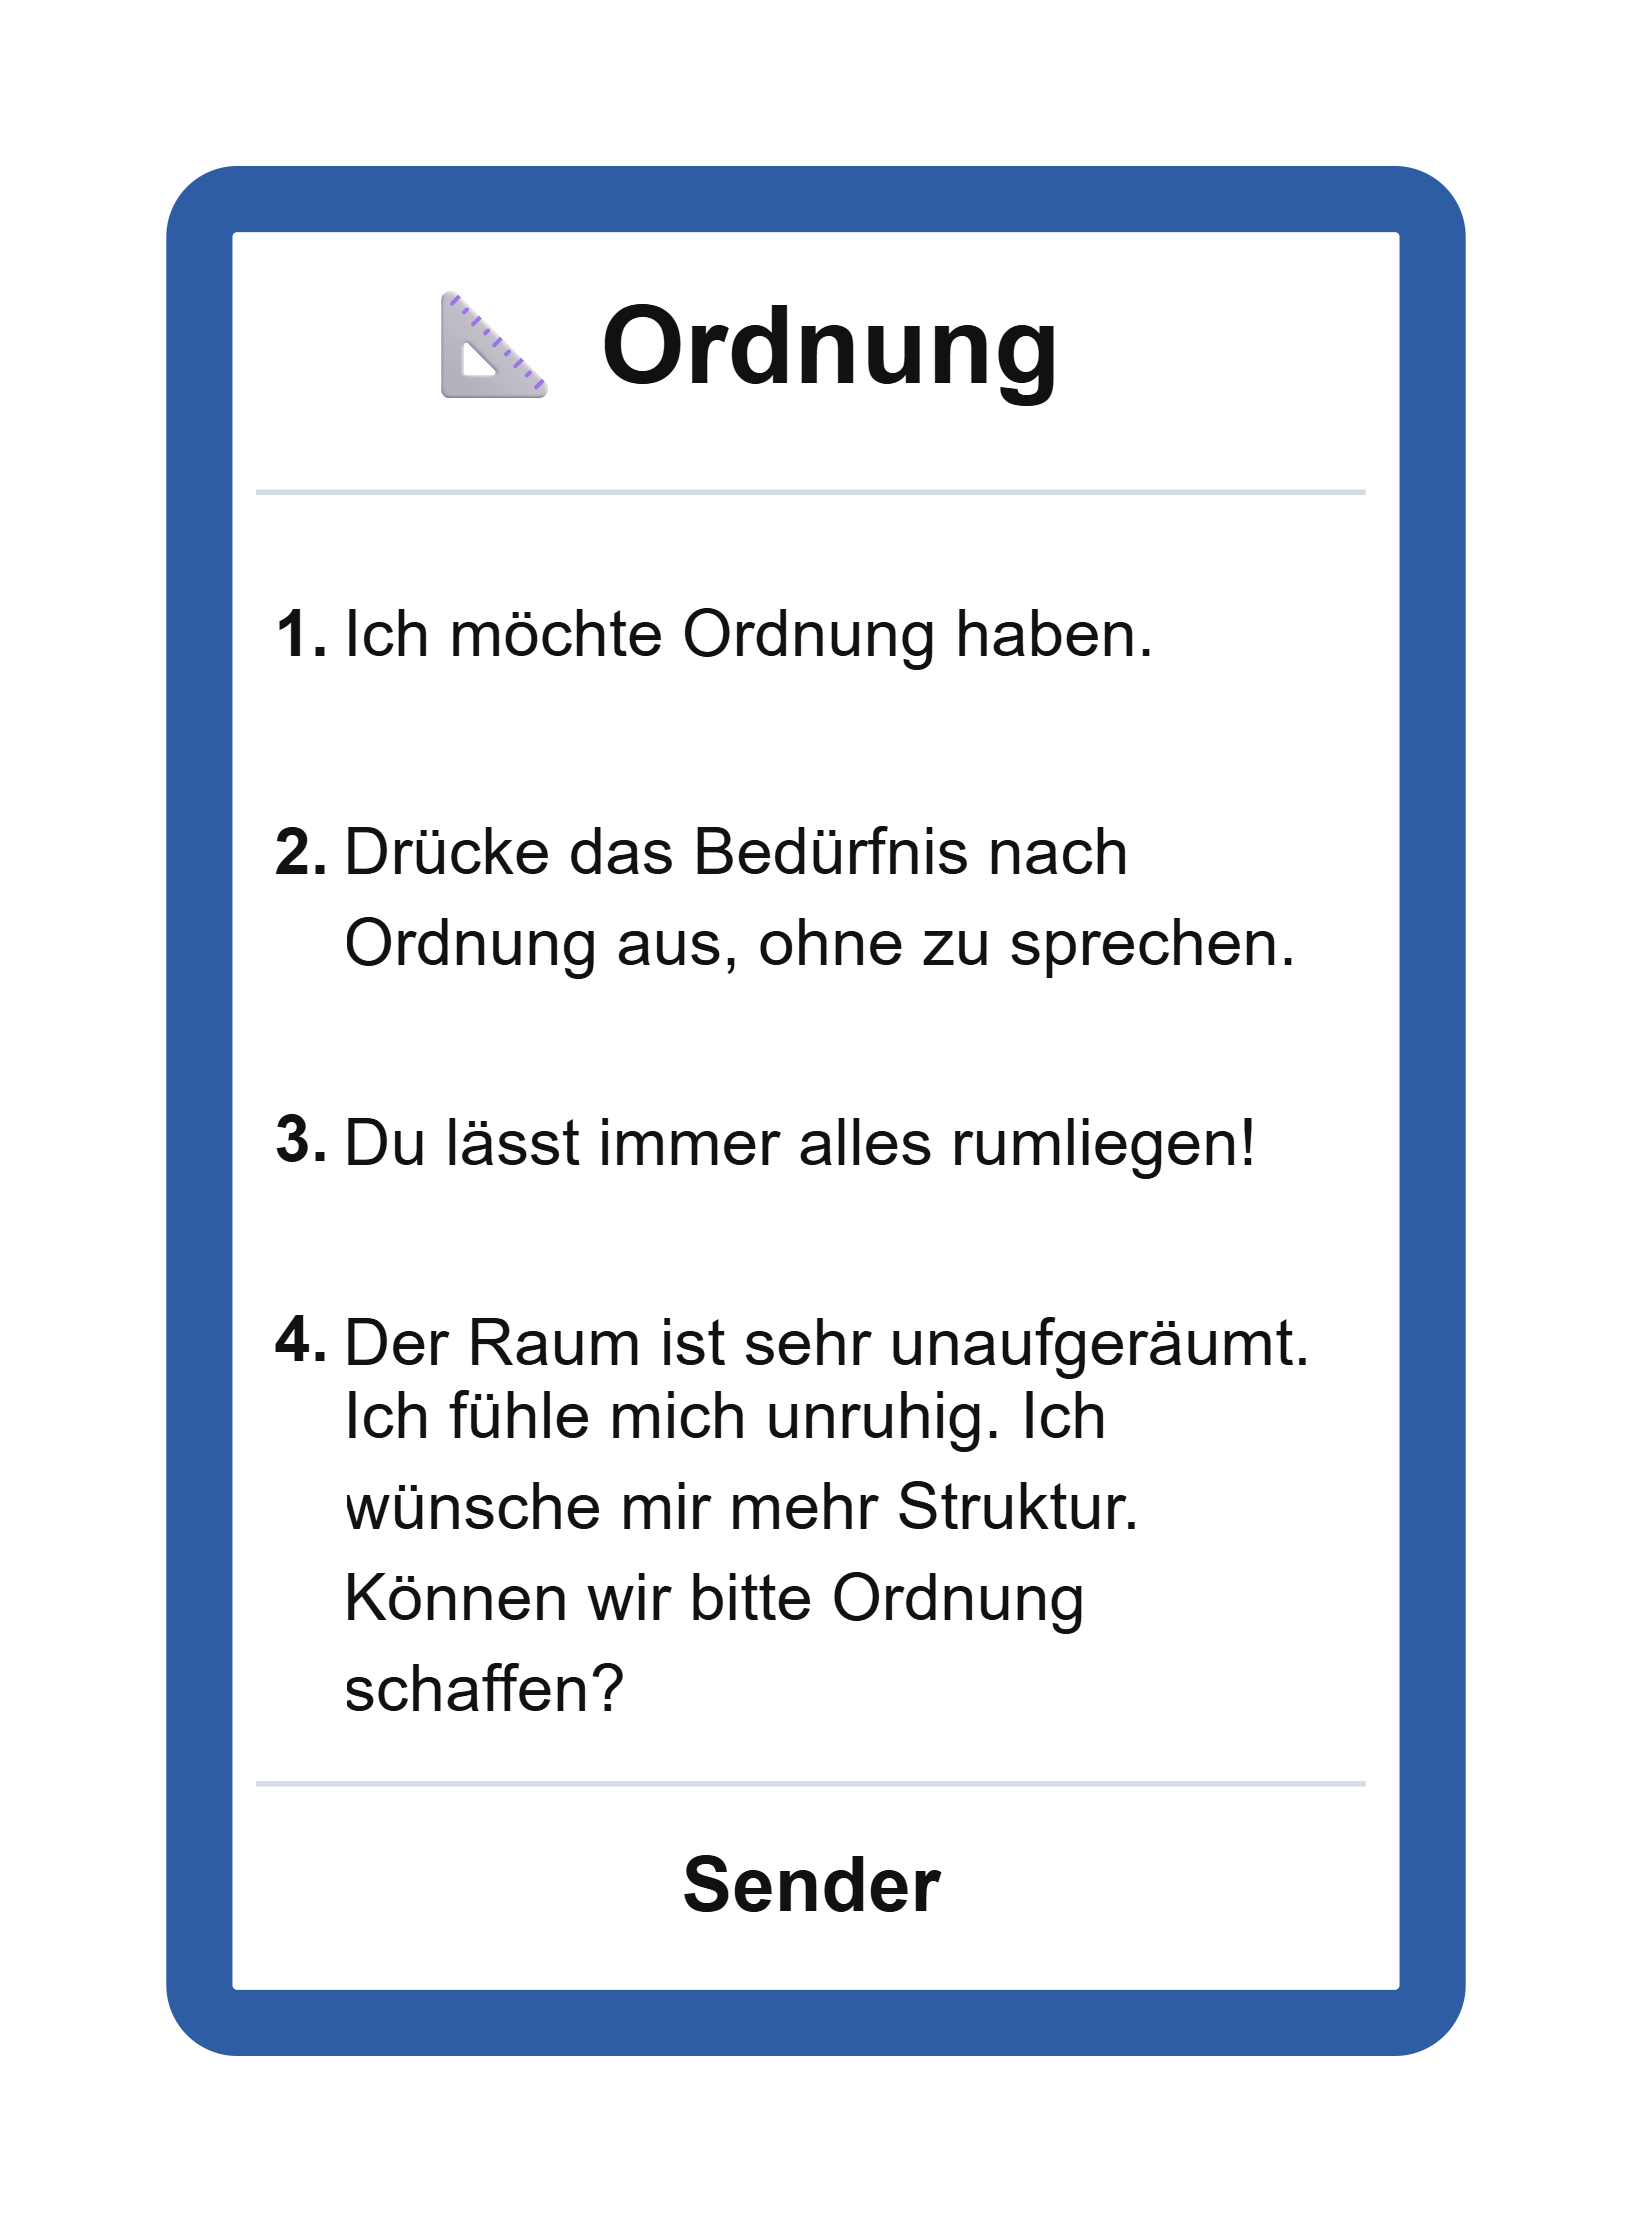 Ordnung
1. Ich möchte Ordnung haben.
2. Drücke das Bedürfnis nach
Ordnung aus, ohne zu sprechen.
3. Du lässt immer alles rumliegen!
4. Der Raum ist sehr unaufgeräumt.
Ich fühle mich unruhig. Ich
wünsche mir mehr Struktur.
Können wir bitte Ordnung
schaffen?
Sender